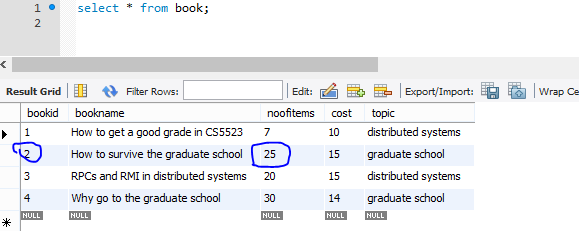 1 select * from book;
2
Result Grid Filter Rows: Edit: Export/Import: Wrap Ce
bookid bookname noofitems cost topic
1 How to get a good grade in CS5523 7 10 distributed systems
2 How to survive the graduate school 25 15 graduate school
3 RPCs and RMI in distributed systems 20 15 distributed systems
4 Why go to the graduate school 30 14 graduate school
NULL NULL NULL NULL NULL